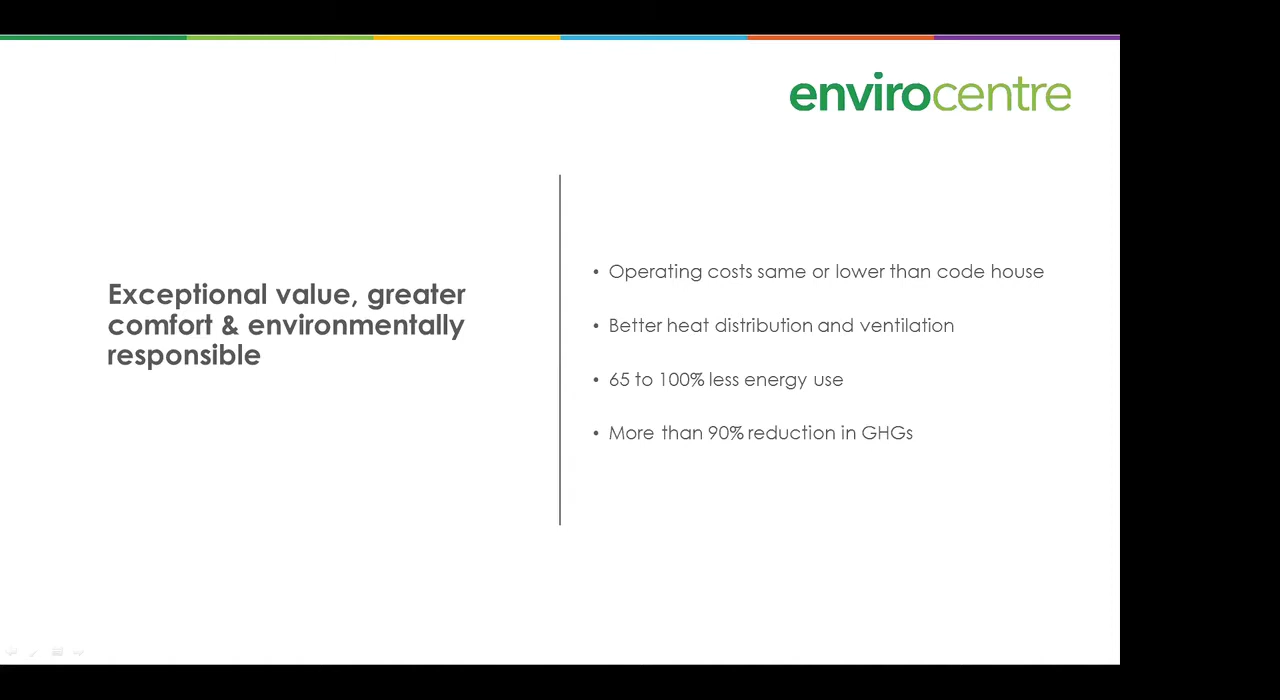 envirocentre
Exceptional value, greater
comfort & environmentally
responsible
• Operating costs same or lower than code house
• Better heat distribution and ventilation
• 65 to 100% less energy use
• More than 90% reduction in GHGs